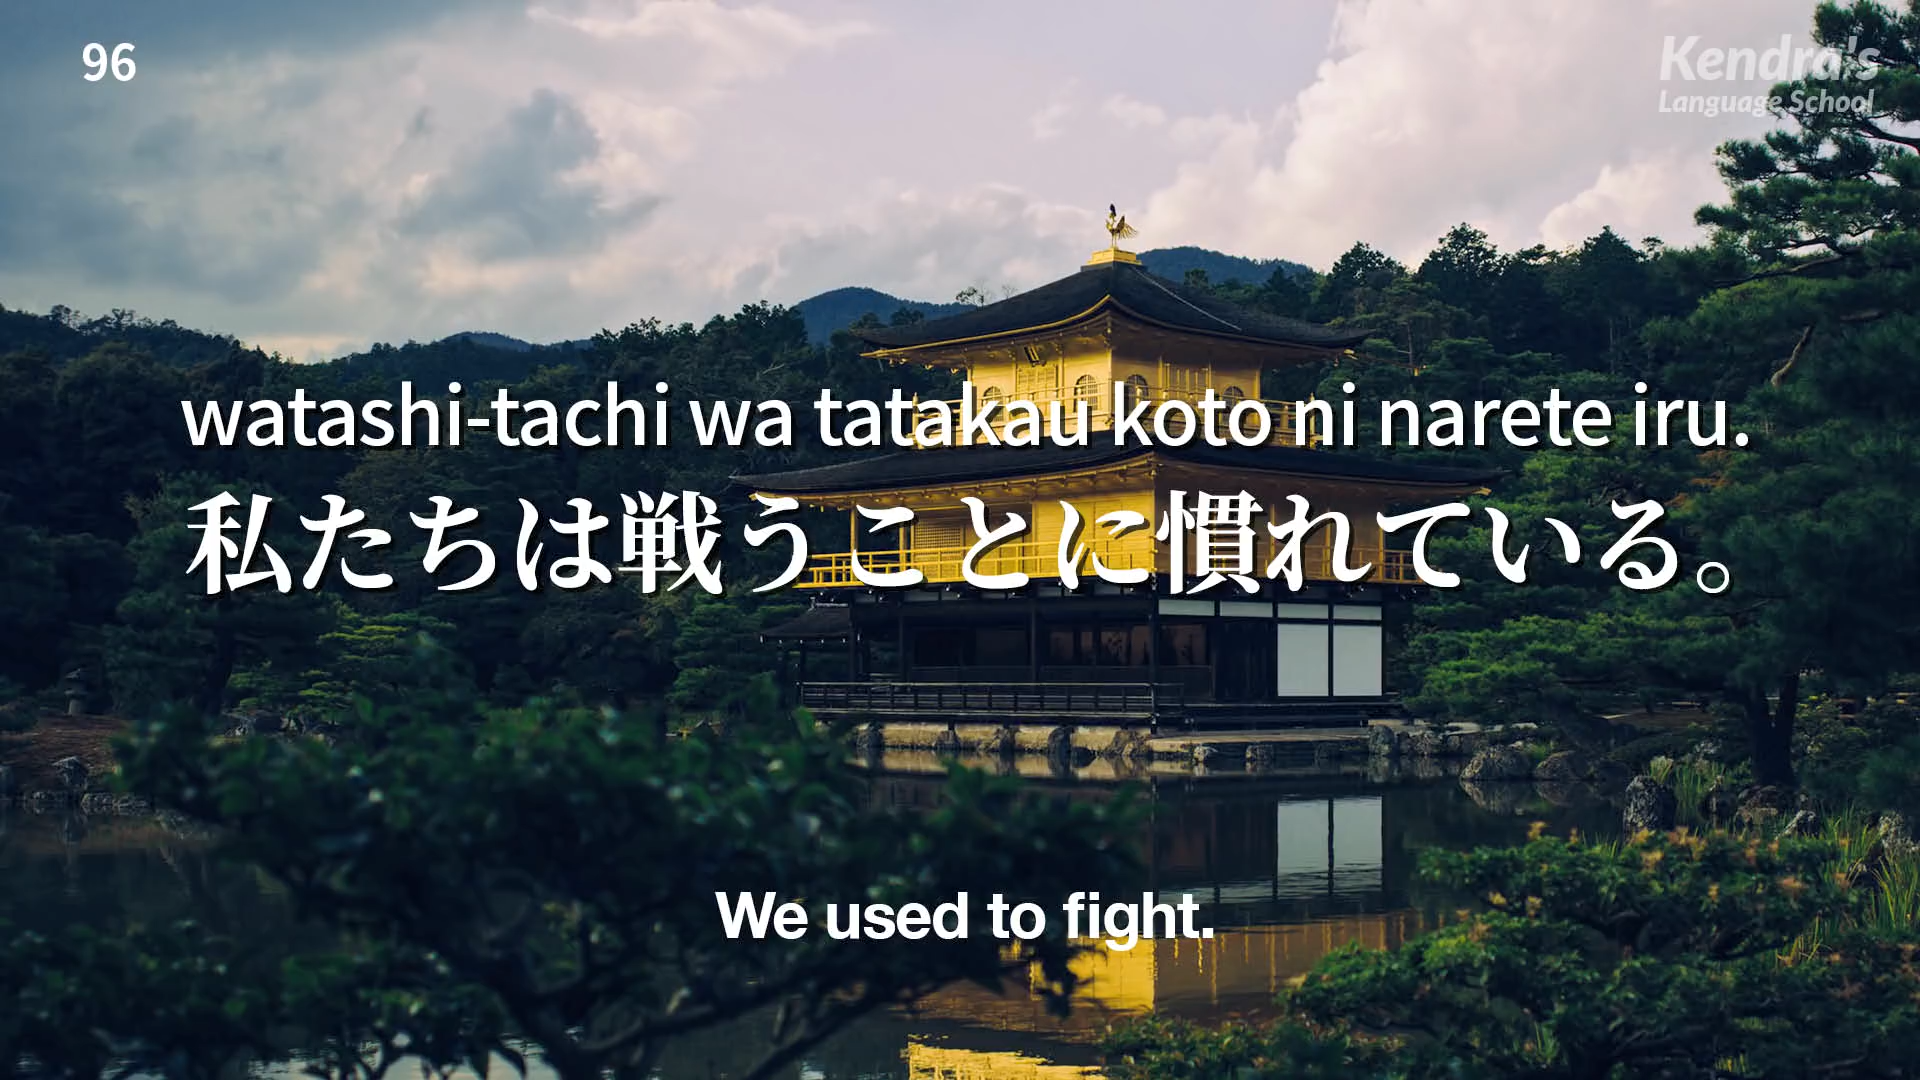 96
Kendra's
Language School
watashi-tachi wa tatakau koto ni narete iru.
私たちは戦うことに慣れている。
We used to fight.